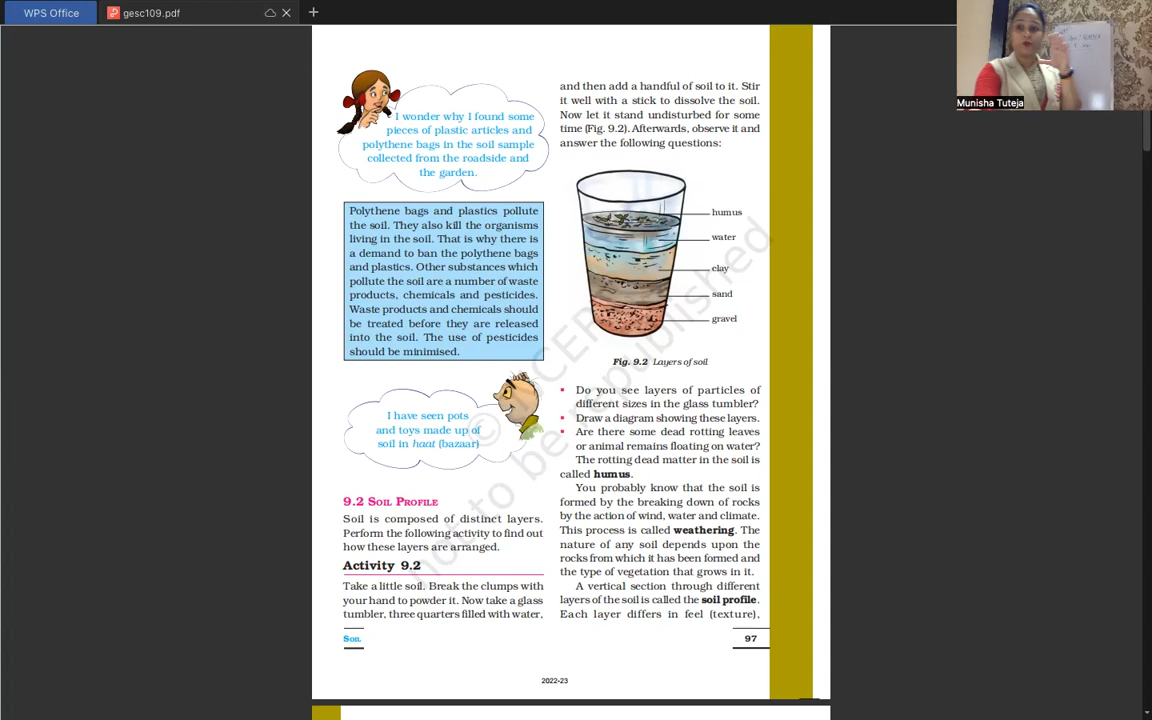 WPS Office
gesc109.pdf
Munisha Tuteja
I wonder why I found some
pieces of plastic articles and
polythene bags in the soil sample
collected from the roadside and
the garden.
Polythene bags and plastics pollute
the soil. They also kill the organisms
living in the soil. That is why there is
a demand to ban the polythene bags
and plastics. Other substances which
pollute the soil are a number of waste
products, chemicals and pesticides.
Waste products and chemicals should
be treated before they are released
into the soil. The use of pesticides
should be minimised.
I have seen pots
and toys made up of
soil in haat (bazaar)
9.2 SOIL PROFILE
Soil is composed of distinct layers.
Perform the following activity to find out
how these layers are arranged.
Activity 9.2
Take a little soil. Break the clumps with
your hand to powder it. Now take a glass
tumbler, three quarters filled with water,
and then add a handful of soil to it. Stir
it well with a stick to dissolve the soil.
Now let it stand undisturbed for some
time (Fig. 9.2). Afterwards, observe it and
answer the following questions:
humus
water
clay
sand
gravel
Fig. 9.2 Layers of soil
Do you see layers of particles of
different sizes in the glass tumbler?
Draw a diagram showing these layers.
Are there some dead rotting leaves
or animal remains floating on water?
The rotting dead matter in the soil is
called humus.
You probably know that the soil is
formed by the breaking down of rocks
by the action of wind, water and climate.
This process is called weathering. The
nature of any soil depends upon the
rocks from which it has been formed and
the type of vegetation that grows in it.
A vertical section through different
layers of the soil is called the soil profile.
Each layer differs in feel (texture),
SOIL
97
2022-23
© NCERT
not to be republished